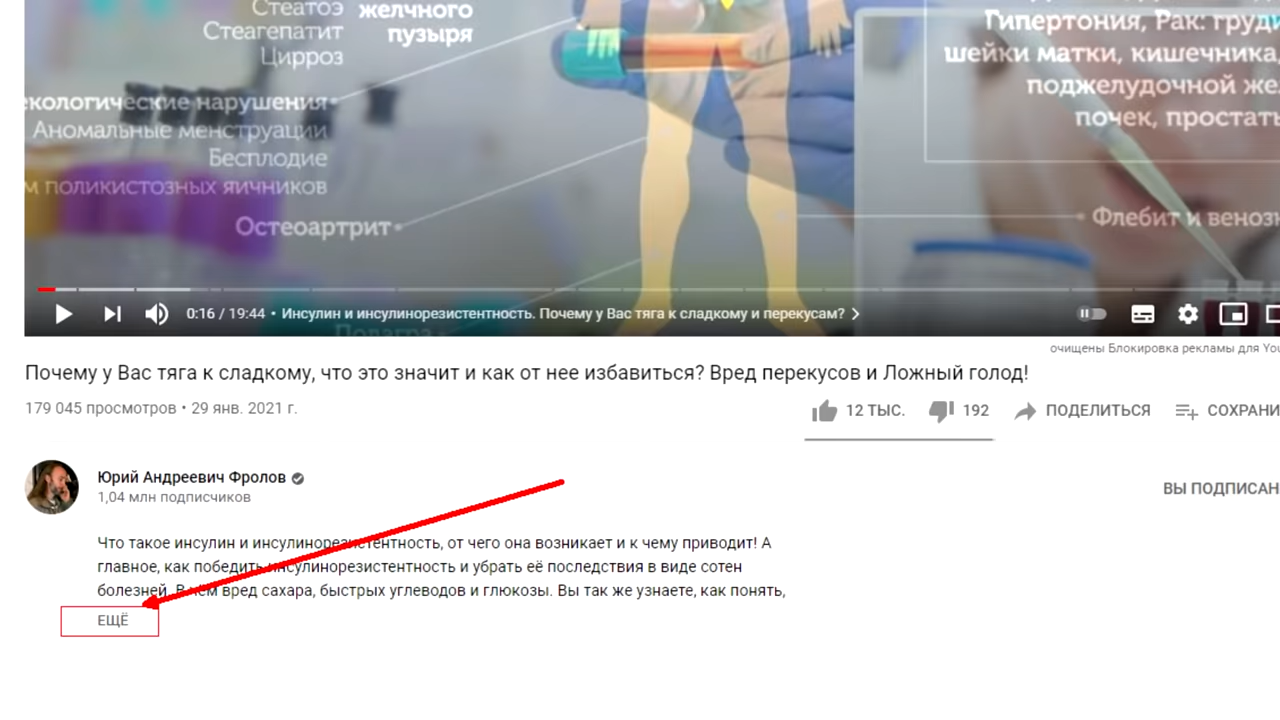 Стеатоэ
Стеагепатит
Цирроз
желчного
пузыря
екологические нарушения
Аномальные менструации
Бесплодие
м поликистозных яичников
Остеоартрит
Подагра
Гипертония, Рак: груди
шейки матки, кишечника,
поджелудочной же
почек, простать
Флебит и веноз
0:16 / 19:44 • Инсулин и инсулинорезистентность. Почему у Вас тяга к сладкому и перекусам?
очищены Блокировка рекламы для You
Почему у Вас тяга к сладкому, что это значит и как от нее избавиться? Вред перекусов и Ложный голод!
179 045 просмотров • 29 янв. 2021 г.
12 ТЫС. 192 ПОДЕЛИТЬСЯ СОХРАНИ
Юрий Андреевич Фролов
1,04 млн подписчиков
ВЫ ПОДПИСАН
Что такое инсулин и инсулинорезистентность, от чего она возникает и к чему приводит! А
главное, как победить инсулинорезистентность и убрать её последствия в виде сотен
болезней. В чём вред сахара, быстрых углеводов и глюкозы. Вы так же узнаете, как понять,
ЕЩЁ